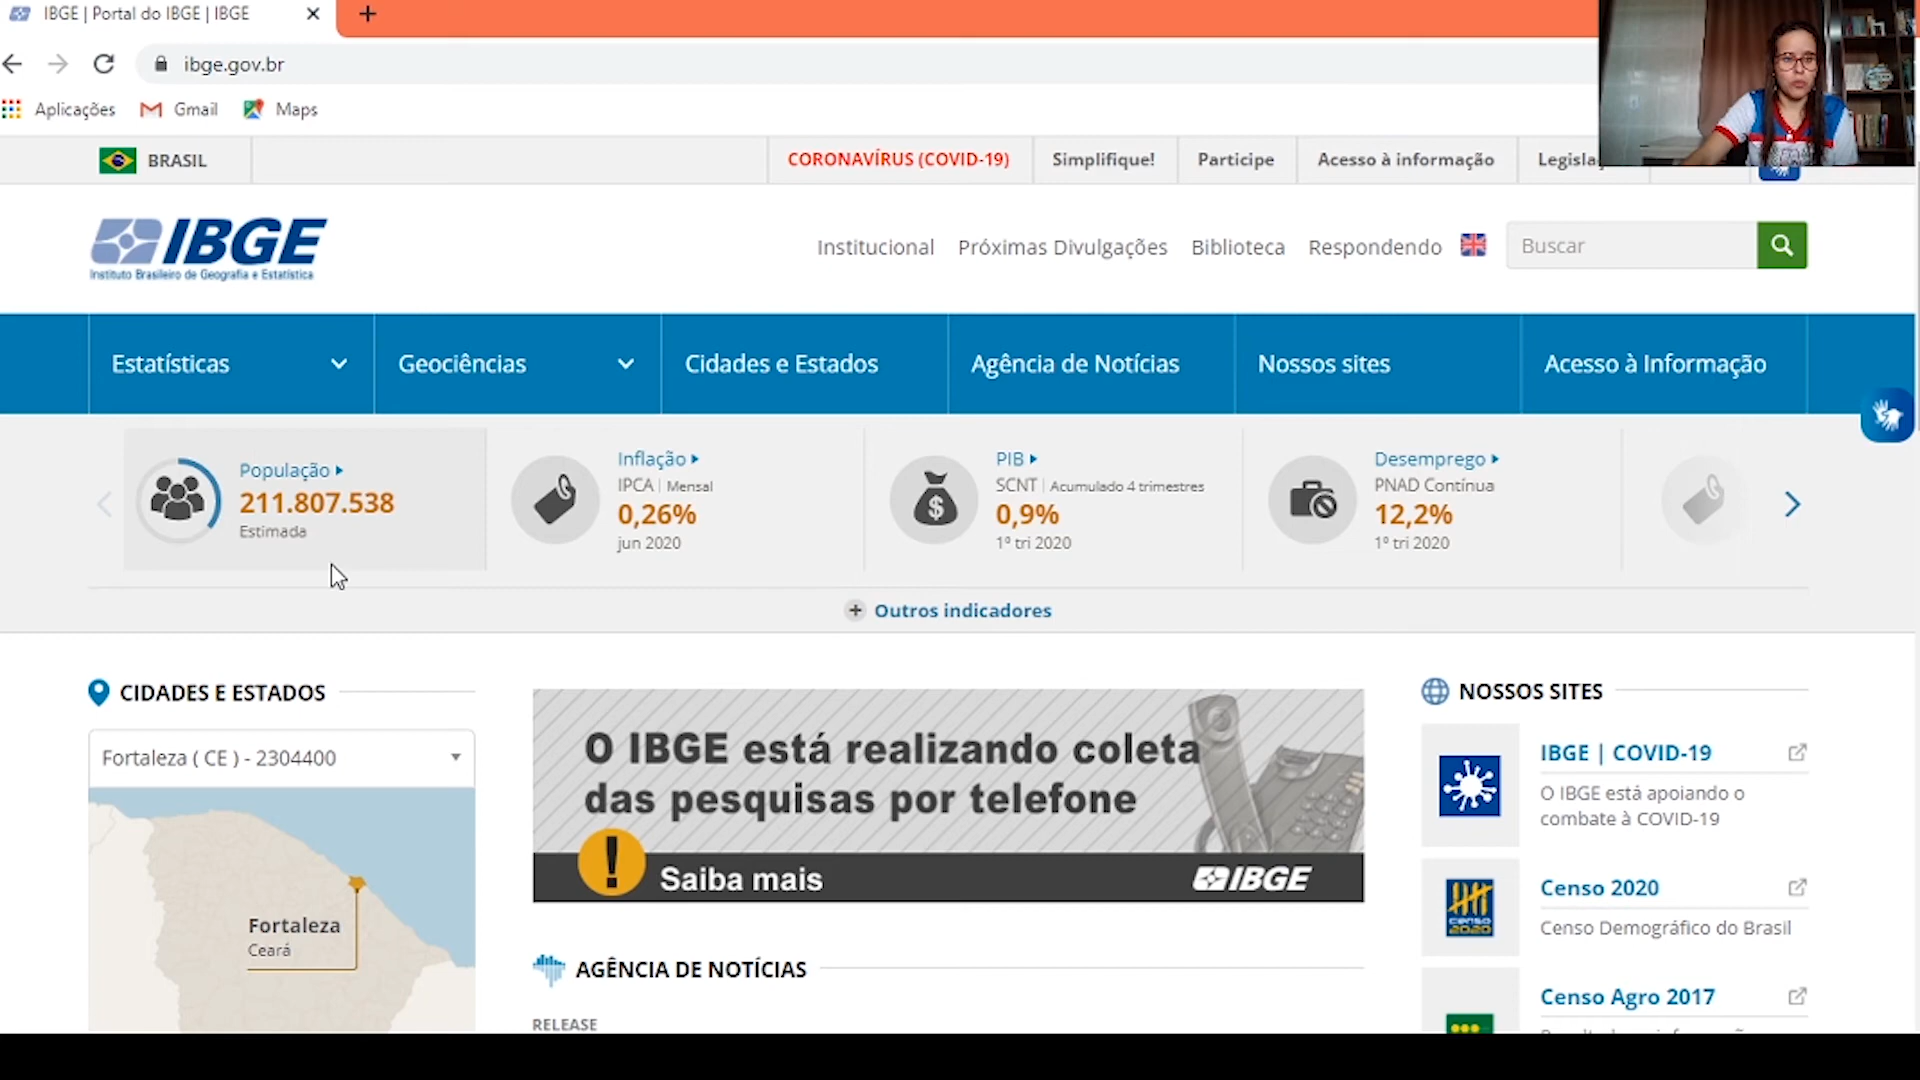 IBGE | Portal do IBGE | IBGE
ibge.gov.br
Aplicações
Gmail
Maps
BRASIL
CORONAVÍRUS (COVID-19)
Simplifique!
Participe
Acesso à informação
IBGE
Instituto Brasileiro de Geografia e Estatística
Institucional
Próximas Divulgações
Biblioteca
Respondendo
Buscar
Estatísticas
Geociências
Cidades e Estados
Agência de Notícias
Nossos sites
Acesso à Informação
População
211.807.538
Estimada
Inflação
IPCA | Mensal
0,26%
jun 2020
PIB
SCNT | Acumulado 4 trimestres
0,9%
1º tri 2020
Desemprego
PNAD Contínua
12,2%
1º tri 2020
+ Outros indicadores
CIDADES E ESTADOS
Fortaleza ( CE ) - 2304400
Fortaleza
Ceará
O IBGE está realizando coleta
das pesquisas por telefone
! Saiba mais
IBGE
AGÊNCIA DE NOTÍCIAS
RELEASE
NOSSOS SITES
IBGE | COVID-19
O IBGE está apoiando o
combate à COVID-19
CENSO
2020
Censo 2020
Censo Demográfico do Brasil
Censo Agro 2017